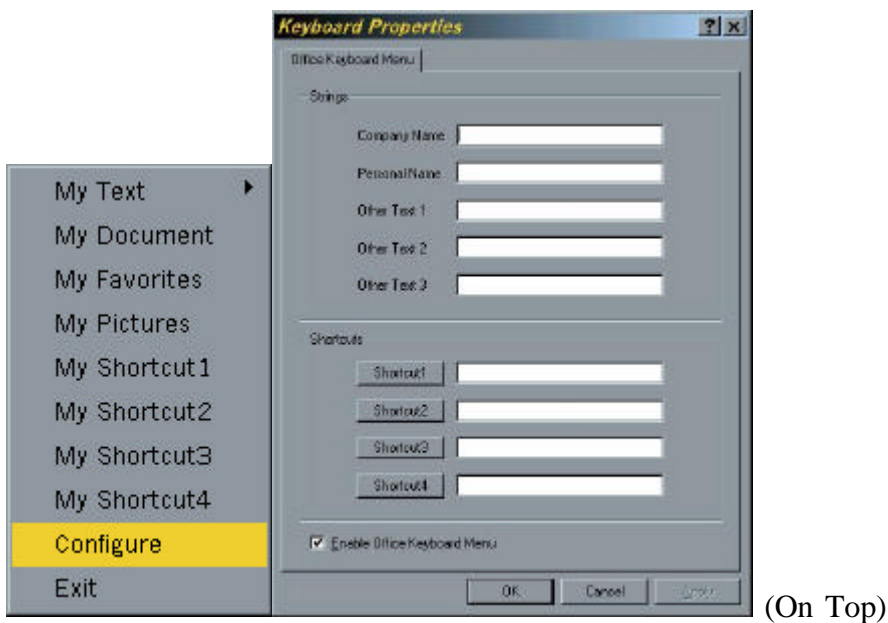 My Text
My Document
My Favorites
My Pictures
My Shortcut1
My Shortcut2
My Shortcut3
My Shortcut4
Configure
Exit
Keyboard Properties
Office Keyboard Menu
Strings
Company Name
Personal Name
Other Text 1
Other Text 2
Other Text 3
Shortcuts
Shortcut1
Shortcut2
Shortcut3
Shortcut4
Enable Office Keyboard Menu
OK Cancel Apply
(On Top)